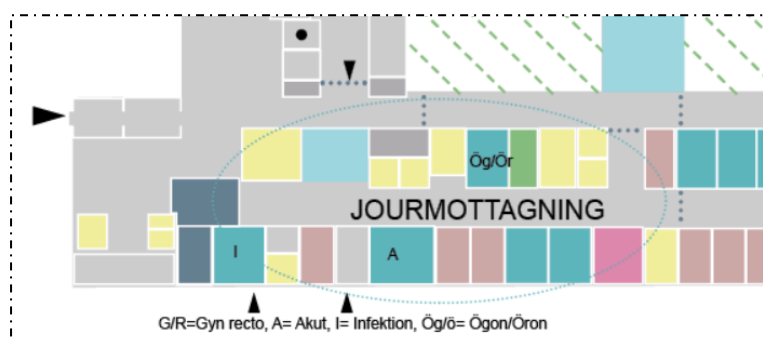 Ög/Ör
JOURMOTTAGNING
I
A
G/R=Gyn recto, A= Akut, I= Infektion, Ög/ö= Ögon/Öron